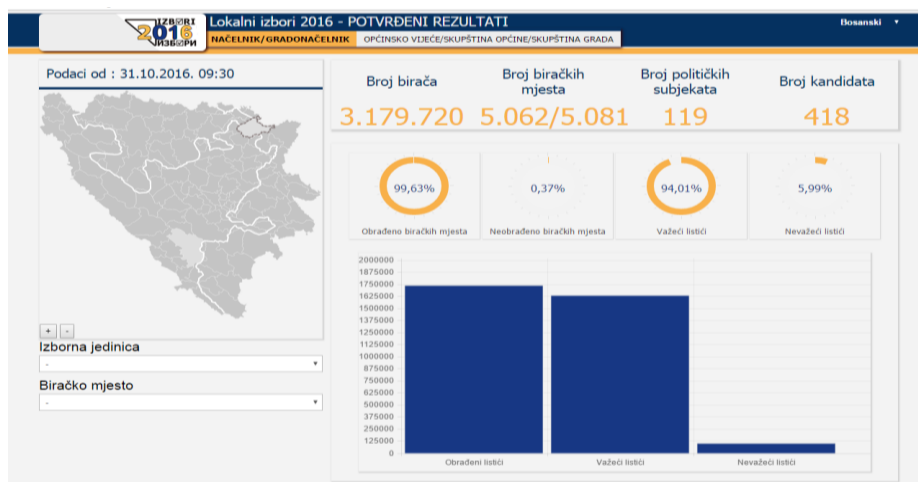 IZBORI
2016
ИЗБОРИ
Lokalni izbori 2016 - POTVRĐENI REZULTATI
Bosanski
NAČELNIK/GRADONAČELNIK
OPĆINSKO VIJEĆE/SKUPŠTINA OPĆINE/SKUPŠTINA GRADA
Podaci od : 31.10.2016. 09:30
+ -
Izborna jedinica
-
Biračko mjesto
-
Broj birača
3.179.720
Broj biračkih
mjesta
5.062/5.081
Broj političkih
subjekata
119
Broj kandidata
418
99,63%
Obrađeno biračkih mjesta
0,37%
Neobrađeno biračkih mjesta
94,01%
Važeći listići
5,99%
Nevažeći listići
2000000
1875000
1750000
1625000
1500000
1375000
1250000
1125000
1000000
875000
750000
625000
500000
375000
250000
125000
0
Obrađeni listići
Važeći listići
Nevažeći listići